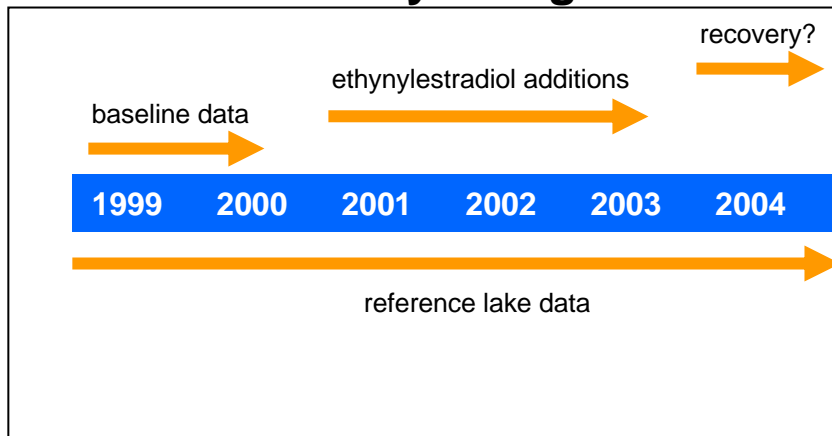 recovery?
ethynylestradiol additions
baseline data
1999 2000 2001 2002 2003 2004
reference lake data